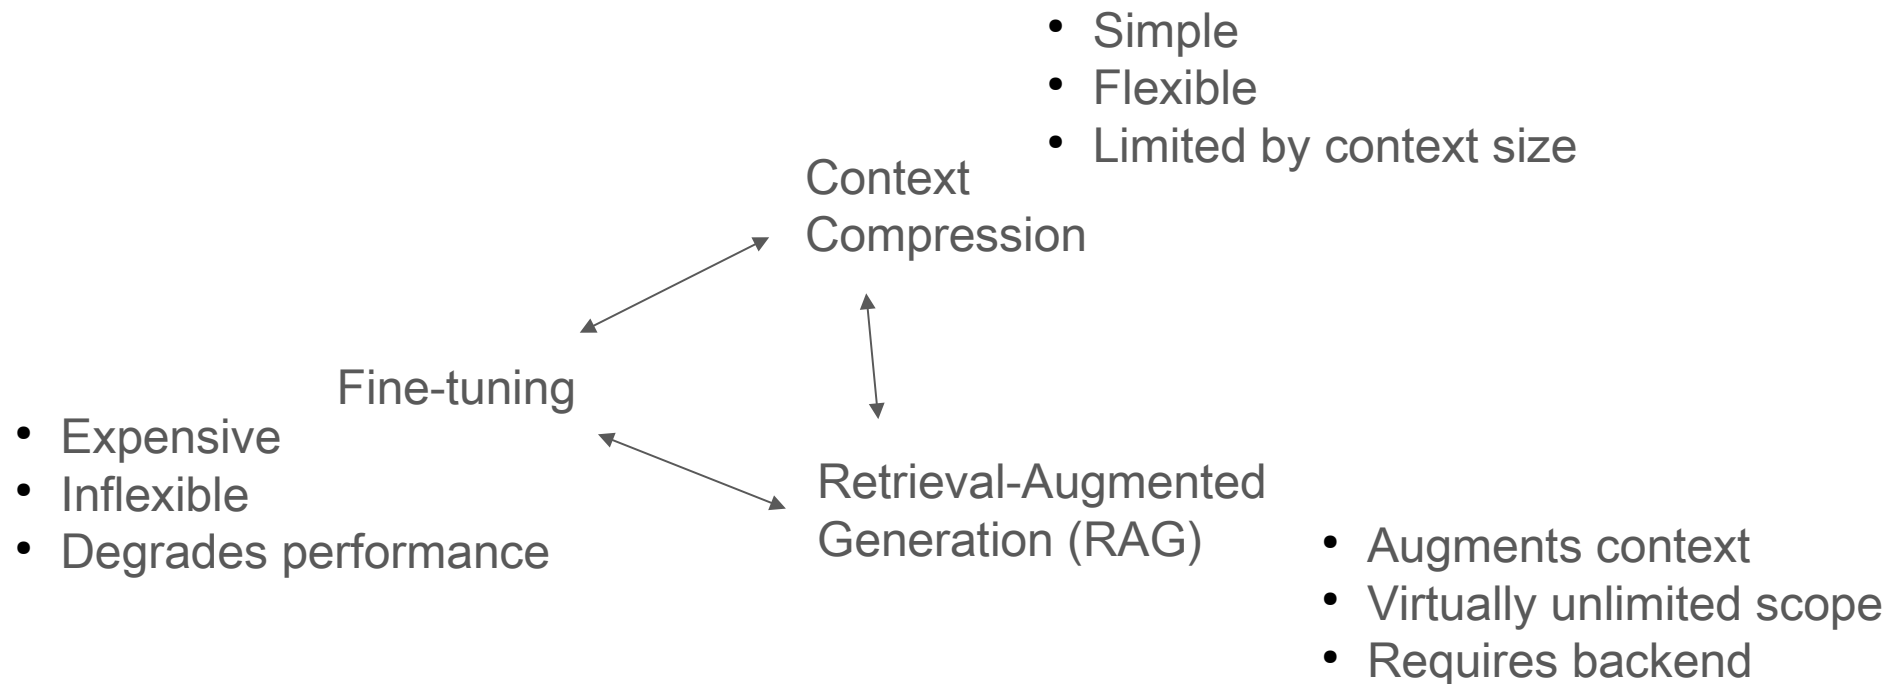 • Simple
• Flexible
• Limited by context size
Context
Compression
Fine-tuning
• Expensive
• Inflexible
• Degrades performance
Retrieval-Augmented
Generation (RAG)
• Augments context
• Virtually unlimited scope
• Requires backend